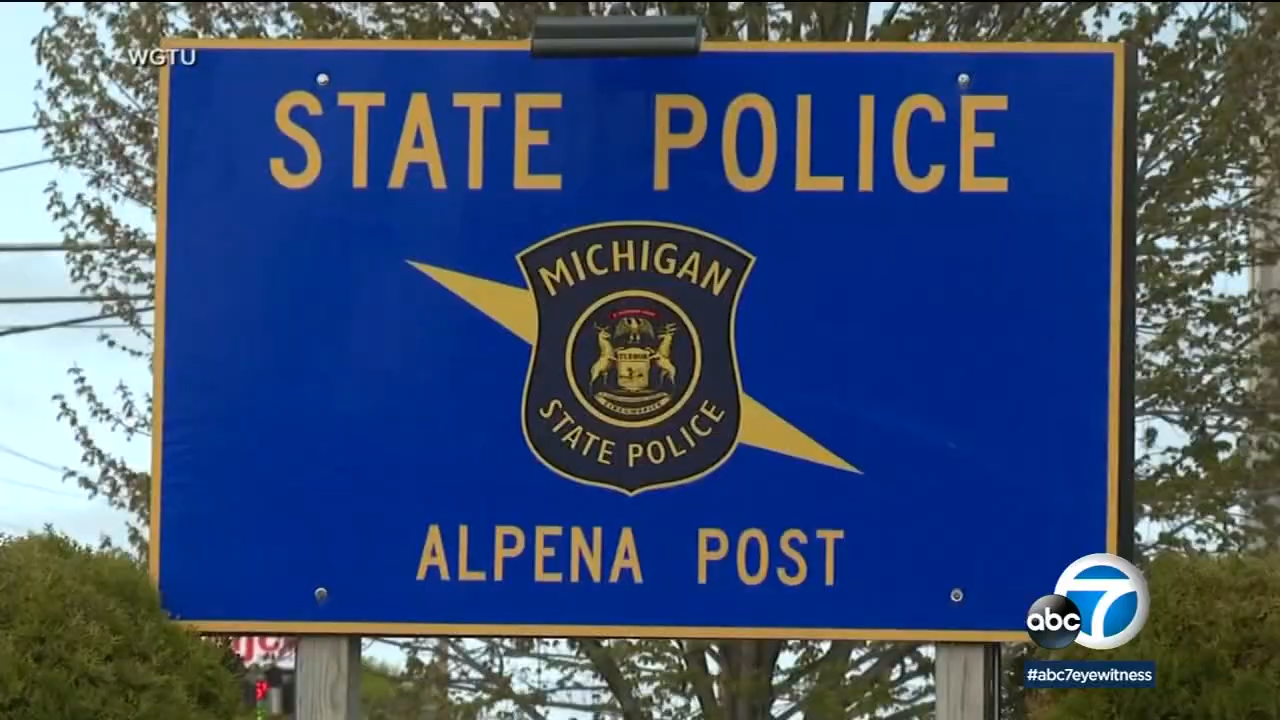 WGTU
STATE POLICE
MICHIGAN
STATE POLICE
ALPENA POST
abc 7
#abc7eyewitness